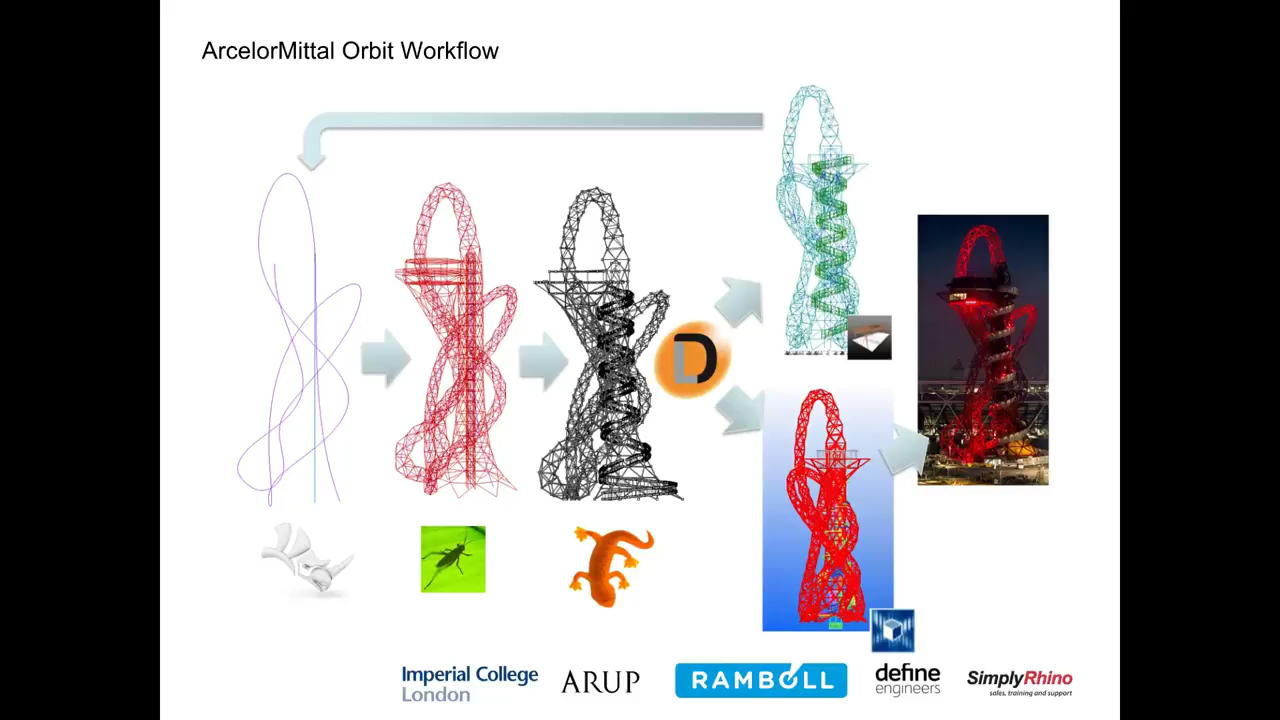 ArcelorMittal Orbit Workflow
D
Imperial College
London
ARUP
RAMBOLL
define
engineers
SimplyRhino
sales, training and support